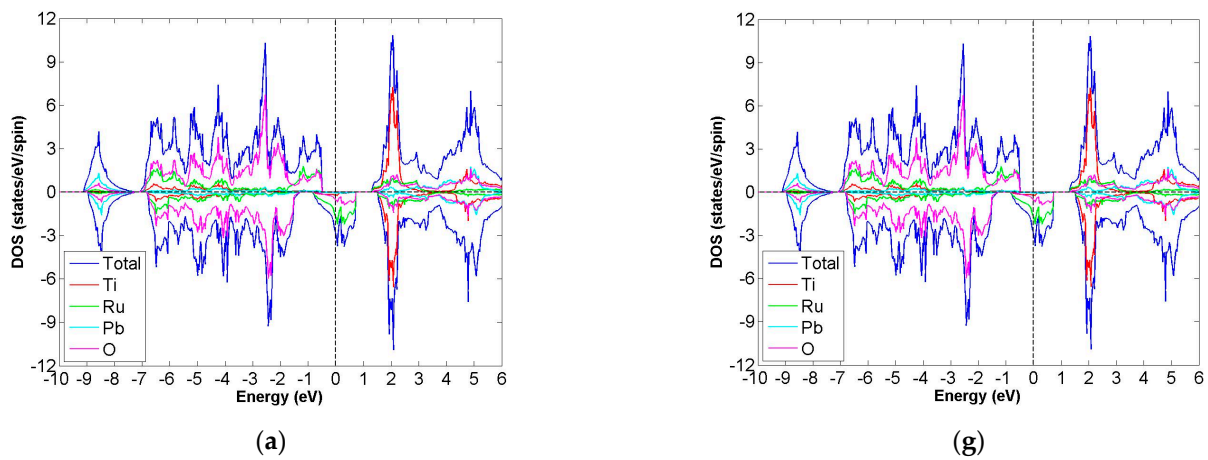 12
9
6
3
0
-3
-6
-9
-12
DOS (states/eV/spin)
Total
Ti
Ru
Pb
O
-10 -9 -8 -7 -6 -5 -4 -3 -2 -1 0 1 2 3 4 5 6
Energy (eV)
(a)
12
9
6
3
0
-3
-6
-9
-12
DOS (states/eV/spin)
Total
Ti
Ru
Pb
O
-10 -9 -8 -7 -6 -5 -4 -3 -2 -1 0 1 2 3 4 5 6
Energy (eV)
(g)